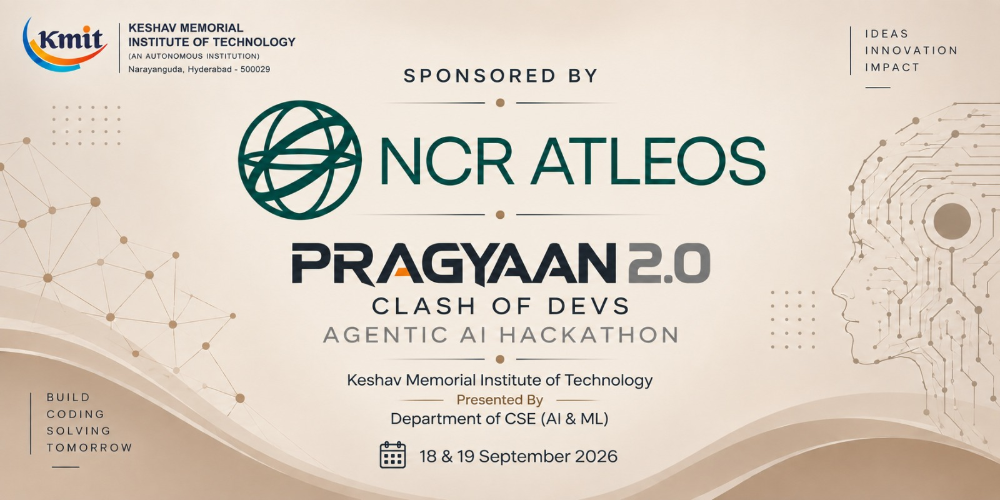 Kmit
KESHAV MEMORIAL
INSTITUTE OF TECHNOLOGY
(AN AUTONOMOUS INSTITUTION)
Narayanguda, Hyderabad - 500029
IDEAS
INNOVATION
IMPACT
SPONSORED BY
NCR ATLEOS
PRAGYAAN 2.0
CLASH OF DEVS
AGENTIC AI HACKATHON
Keshav Memorial Institute of Technology
Presented By
Department of CSE (AI & ML)
18 & 19 September 2026
BUILD
CODING
SOLVING
TOMORROW